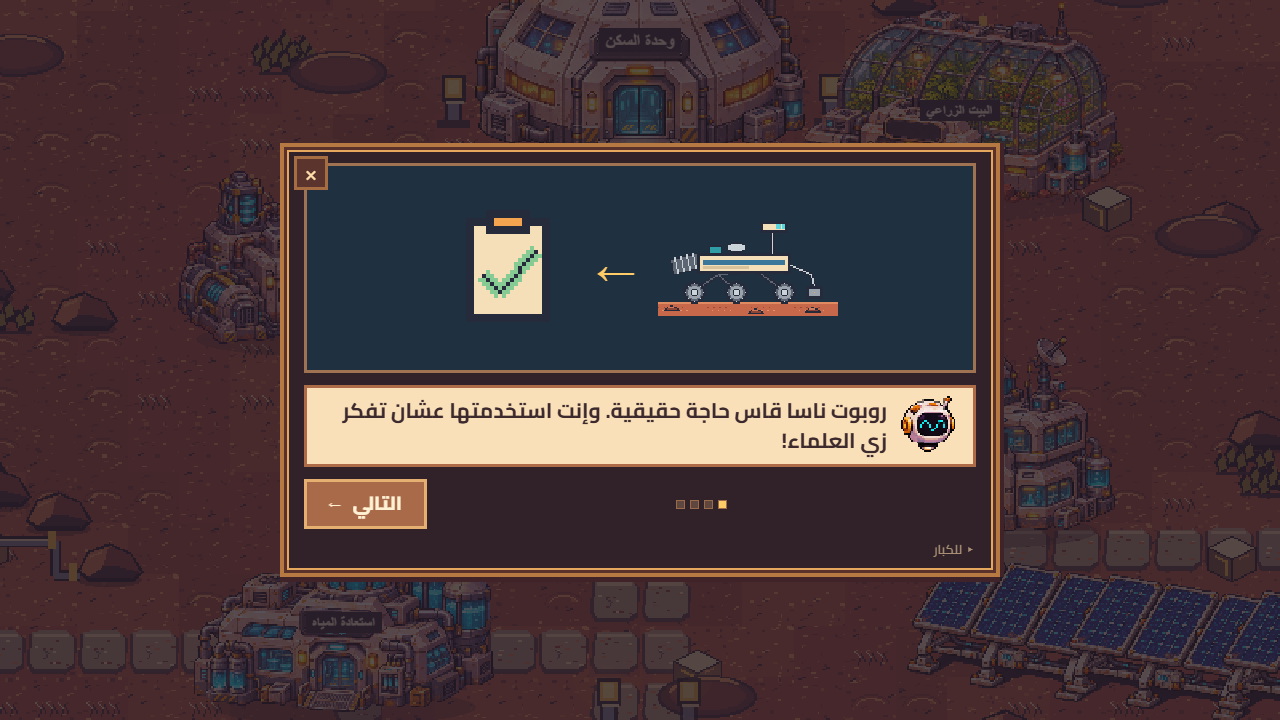 وحدة السكن
البيت الزراعي
×
←
روبوت ناسا قاس حاجة حقيقية. وإنت استخدمتها عشان تفكر
زي العلماء!
التالي ←
‣ للكبار
استعادة المياه